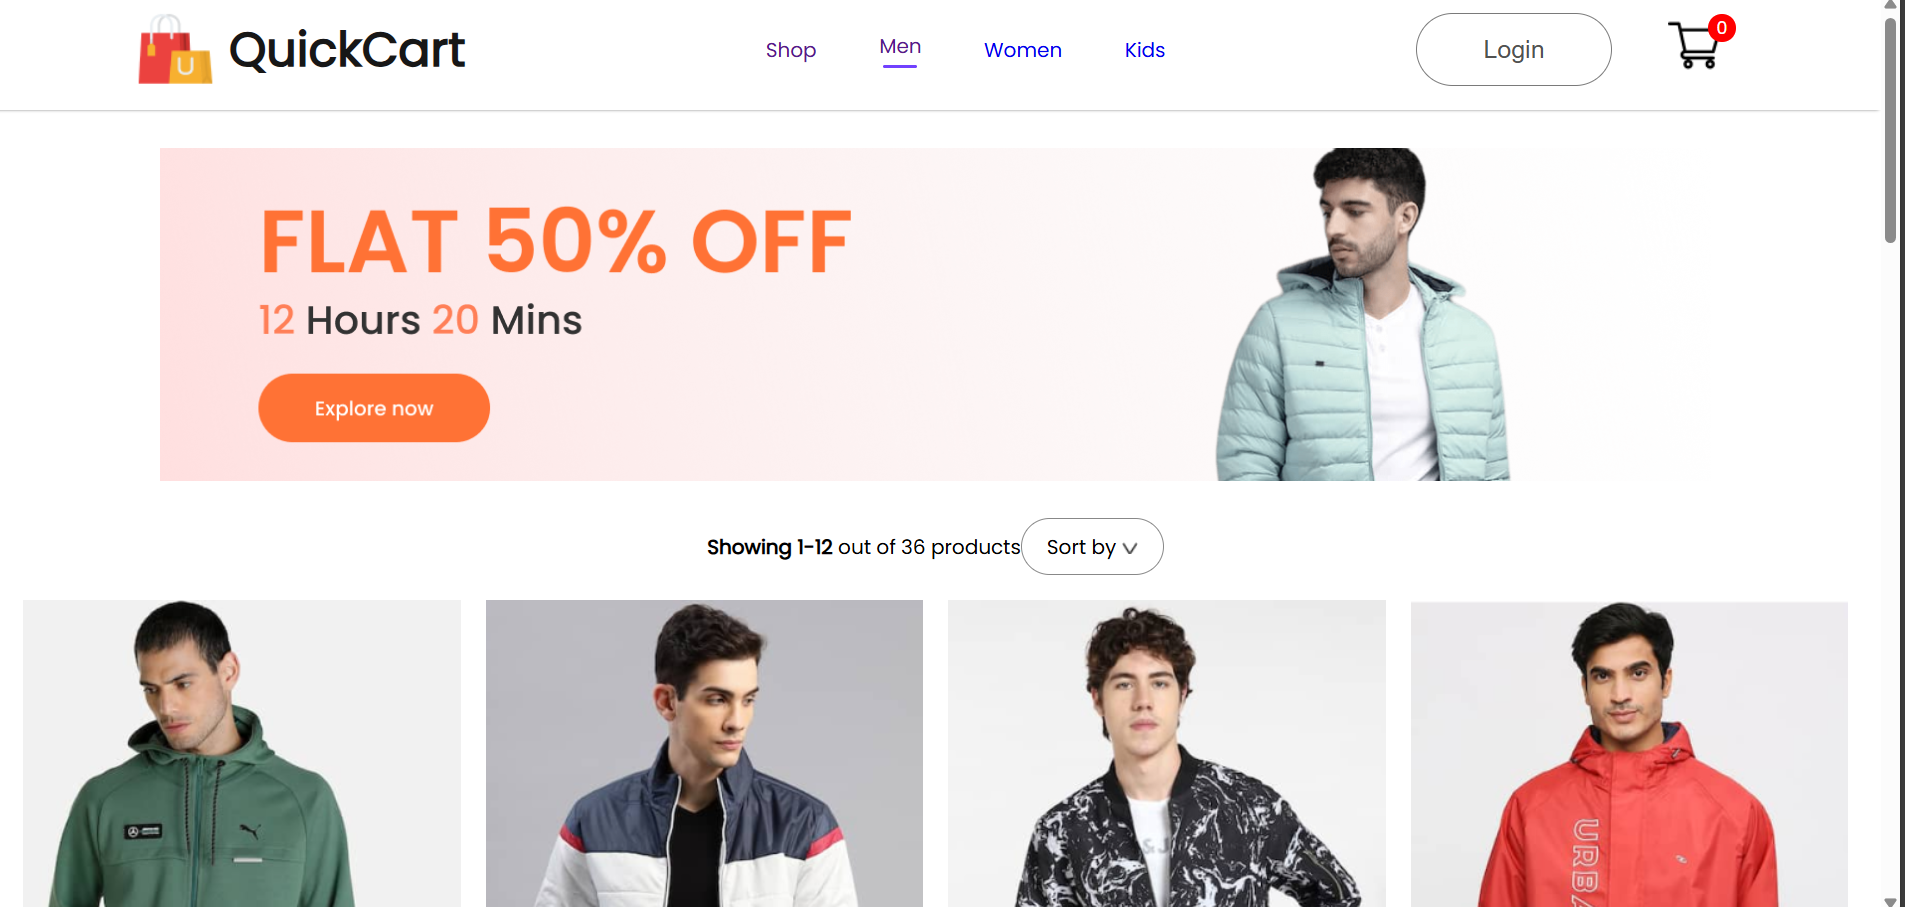 U
QuickCart
Shop
Men
Women
Kids
Login
0
FLAT 50% OFF
12 Hours 20 Mins
Explore now
Showing 1-12 out of 36 products
Sort by
&J
URBA